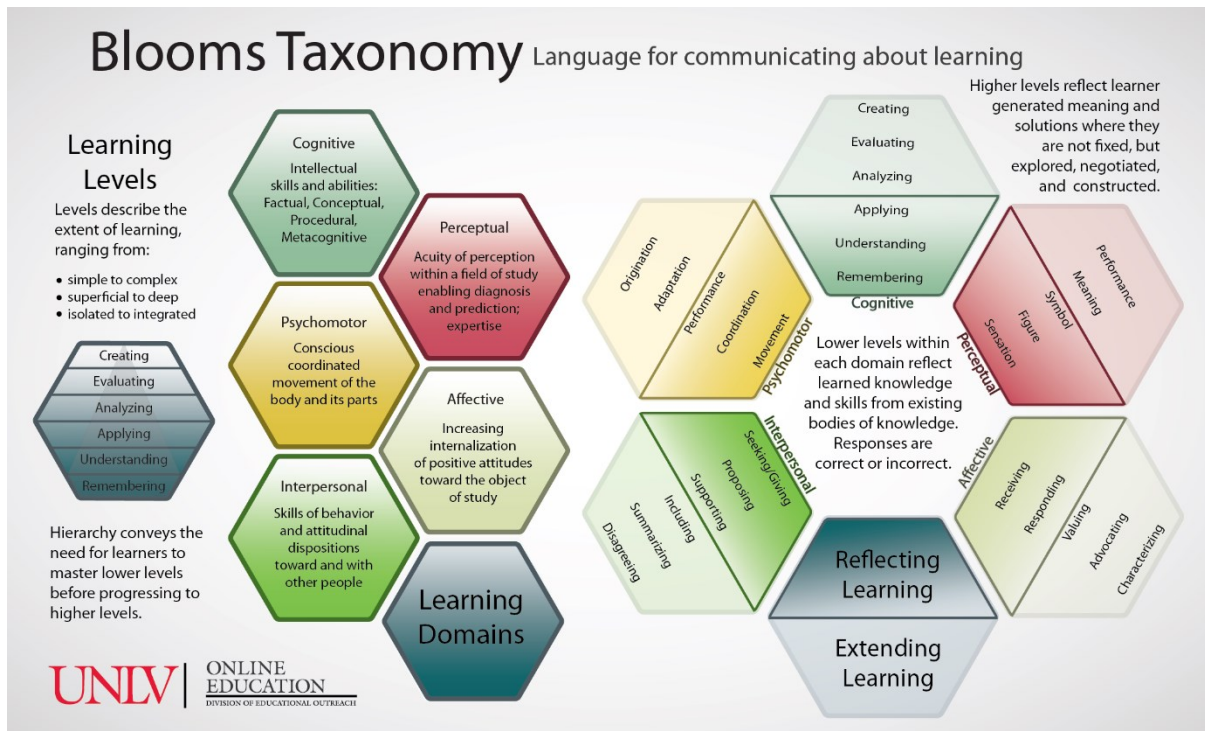 Blooms Taxonomy Language for communicating about learning
Learning
Levels
Levels describe the
extent of learning,
ranging from:
• simple to complex
• superficial to deep
• isolated to integrated
Creating
Evaluating
Analyzing
Applying
Understanding
Remembering
Hierarchy conveys the
need for learners to
master lower levels
before progressing to
higher levels.
Cognitive
Intellectual
skills and abilities:
Factual, Conceptual,
Procedural,
Metacognitive
Perceptual
Acuity of perception
within a field of study
enabling diagnosis
and prediction;
expertise
Psychomotor
Conscious
coordinated
movement of the
body and its parts
Affective
Increasing
internalization
of positive attitudes
toward the object
of study
Interpersonal
Skills of behavior
and attitudinal
dispositions
toward and with
other people
Learning
Domains
Higher levels reflect learner
generated meaning and
solutions where they
are not fixed, but
explored, negotiated,
and constructed.
Creating
Evaluating
Analyzing
Applying
Understanding
Remembering
Cognitive
Origination
Adaptation
Performance
Coordination
Movement
Psychomotor
Performance
Meaning
Symbol
Figure
Sensation
Perceptual
Lower levels within
each domain reflect
learned knowledge
and skills from existing
bodies of knowledge.
Responses are
correct or incorrect.
Interpersonal
Seeking/Giving
Proposing
Supporting
Including
Summarizing
Disagreeing
Affective
Receiving
Responding
Valuing
Advocating
Characterizing
Reflecting
Learning
Extending
Learning
UNLV
ONLINE
EDUCATION
DIVISION OF EDUCATIONAL OUTREACH